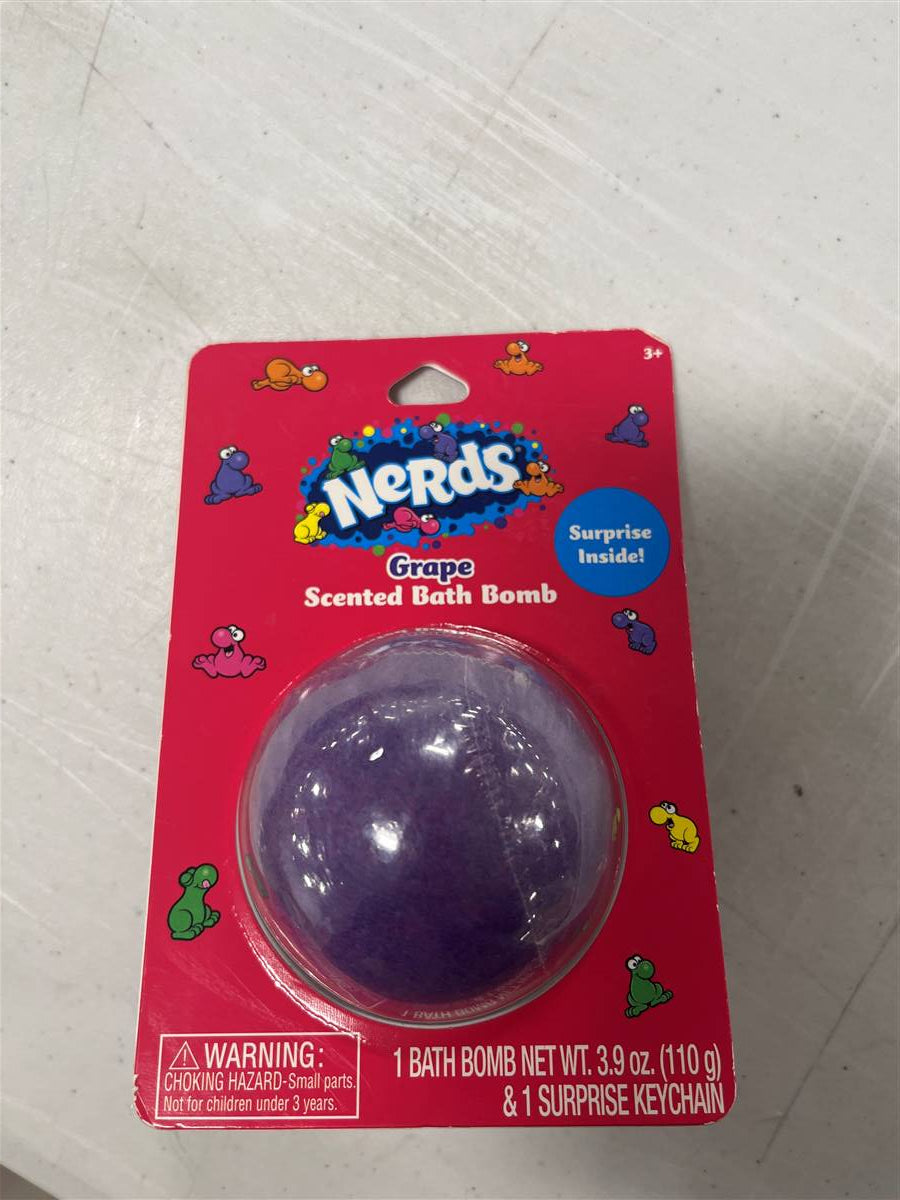 3+
NeRds
Surprise
Inside!
Grape
Scented Bath Bomb
WARNING:
CHOKING HAZARD-Small parts.
Not for children under 3 years.
1 BATH BOMB NET WT. 3.9 oz. (110 g)
& 1 SURPRISE KEYCHAIN